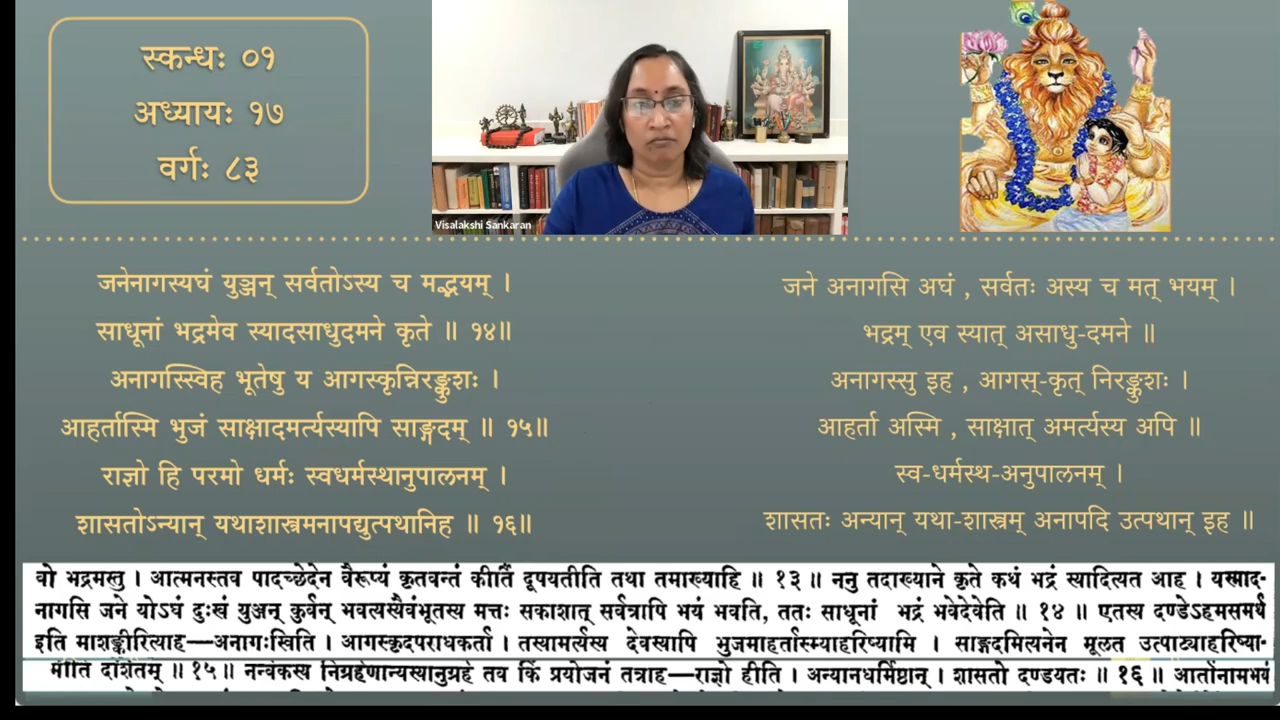 स्कन्धः ०१
अध्यायः १७
वर्गः ८३
Visalakshi Sankaran
जनेनागस्यघं युञ्जन् सर्वतोऽस्य च मद्भयम् ।
साधूनां भद्रमेव स्यादसाधुदमने कृते ॥ १४॥
अनागस्स्विह भूतेषु य आगस्कृन्निरङ्कुशः ।
आहर्तास्मि भुजं साक्षादमर्त्यस्यापि साङ्गदम् ॥ १५॥
राज्ञो हि परमो धर्मः स्वधर्मस्थानुपालनम् ।
शासतोऽन्यान् यथाशास्त्रमनापद्युत्पथानिह ॥ १६॥
जने अनागसि अघं , सर्वतः अस्य च मत् भयम् ।
भद्रम् एव स्यात् असाधु-दमने ॥
अनागस्सु इह , आगस्-कृत् निरङ्कुशः ।
आहर्ता अस्मि , साक्षात् अमर्त्यस्य अपि ॥
स्व-धर्मस्थ-अनुपालनम् ।
शासतः अन्यान् यथा-शास्त्रम् अनापदि उत्पथान् इह ॥
वो भद्रमस्तु । आत्मनस्तव पादच्छेदेन वैरूप्यं कृतवन्तं कीर्तिं दूषयतीति तथा तमाख्याहि ॥ १३ ॥ ननु तदाख्याने कृते कथं भद्रं स्यादित्यत आह । यस्माद-
नागसि जने योऽघं दुःखं युञ्जन् कुर्वन् भवत्यस्यैवंभूतस्य मत्तः सकाशात् सर्वत्रापि भयं भवति, ततः साधूनां भद्रं भवेदेवेति ॥ १४ ॥ एतस्य दण्डेऽहमसमर्थ
इति माशङ्कीरित्याह—अनागःस्विति । आगस्कृदपराधकर्ता । तस्यामर्त्यस्य देवस्यापि भुजमाहर्तास्म्याहरिष्यामि । साङ्गदमित्यनेन मूलत उत्पाट्याहरिष्या-
मीति दर्शितम् ॥ १५॥ नन्वेकस्य निग्रहेणान्यस्यानुग्रहे तव किं प्रयोजनं तत्राह—राज्ञो हीति । अन्यानधर्मिष्ठान् । शासतो दण्डयतः ॥ १६ ॥ आर्तानामभयं